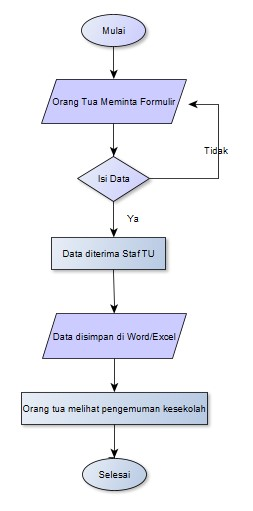 Mulai
Orang Tua Meminta Formulir
Tidak
Isi Data
Ya
Data diterima Staf TU
Data disimpan di Word/Excel
Orang tua melihat pengemuman kesekolah
Selesai